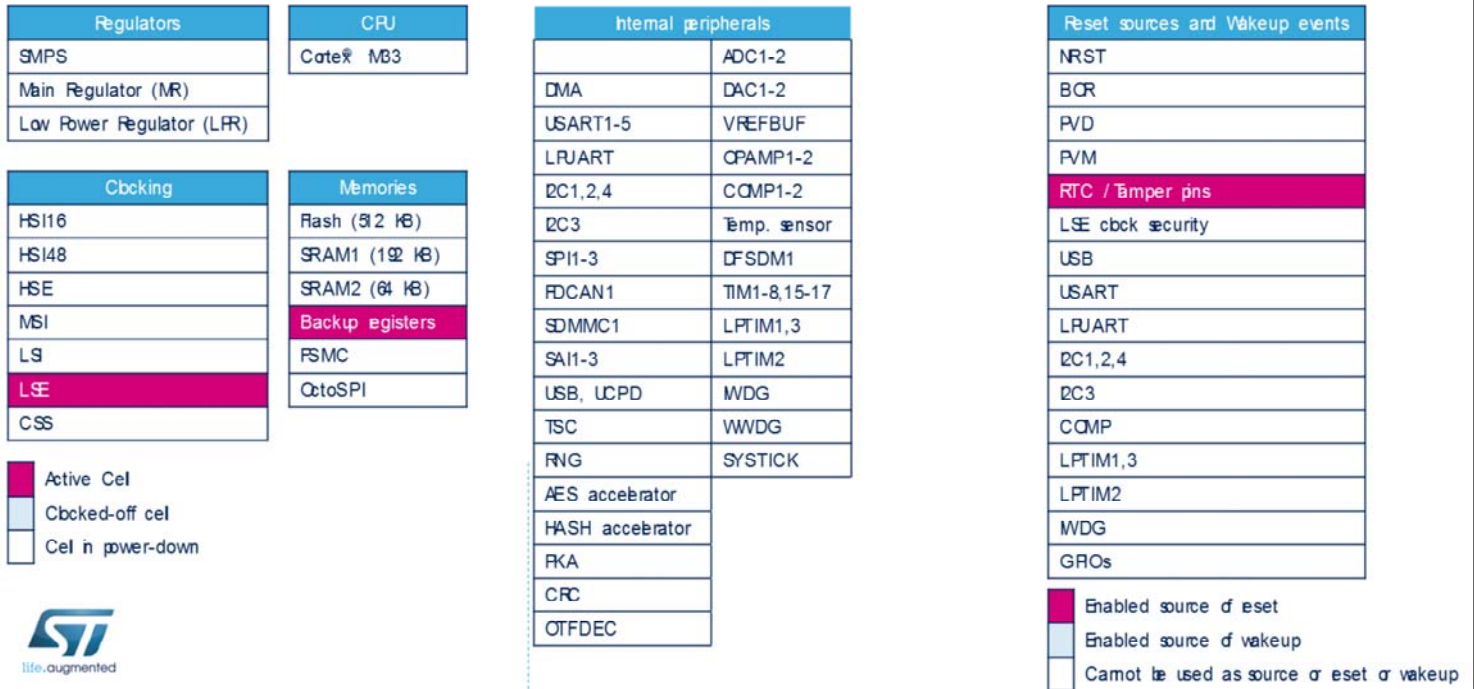 Regulators
SMPS
Main Regulator (MR)
Low Power Regulator (LPR)
CPU
Cortex® M33
Clocking
HSI16
HSI48
HSE
MSI
LSI
LSE
CSS
Memories
Flash (512 KB)
SRAM1 (192 KB)
SRAM2 (64 KB)
Backup registers
FSMC
OctoSPI
Active Cell
Clocked-off cell
Cell in power-down
life.augmented
Internal peripherals
ADC1-2
DMA DAC1-2
USART1-5 VREFBUF
LPUART OPAMP1-2
I2C1,2,4 COMP1-2
I2C3 Temp. sensor
SPI1-3 DFSDM1
FDCAN1 TIM1-8,15-17
SDMMC1 LPTIM1,3
SAI1-3 LPTIM2
USB, UCPD IWDG
TSC WWDG
RNG SYSTICK
AES accelerator
HASH accelerator
PKA
CRC
OTFDEC
Reset sources and Wakeup events
NRST
BOR
PVD
PVM
RTC / Tamper pins
LSE clock security
USB
USART
LPUART
I2C1,2,4
I2C3
COMP
LPTIM1,3
LPTIM2
IWDG
GPIOs
Enabled source of reset
Enabled source of wakeup
Cannot be used as source or reset or wakeup